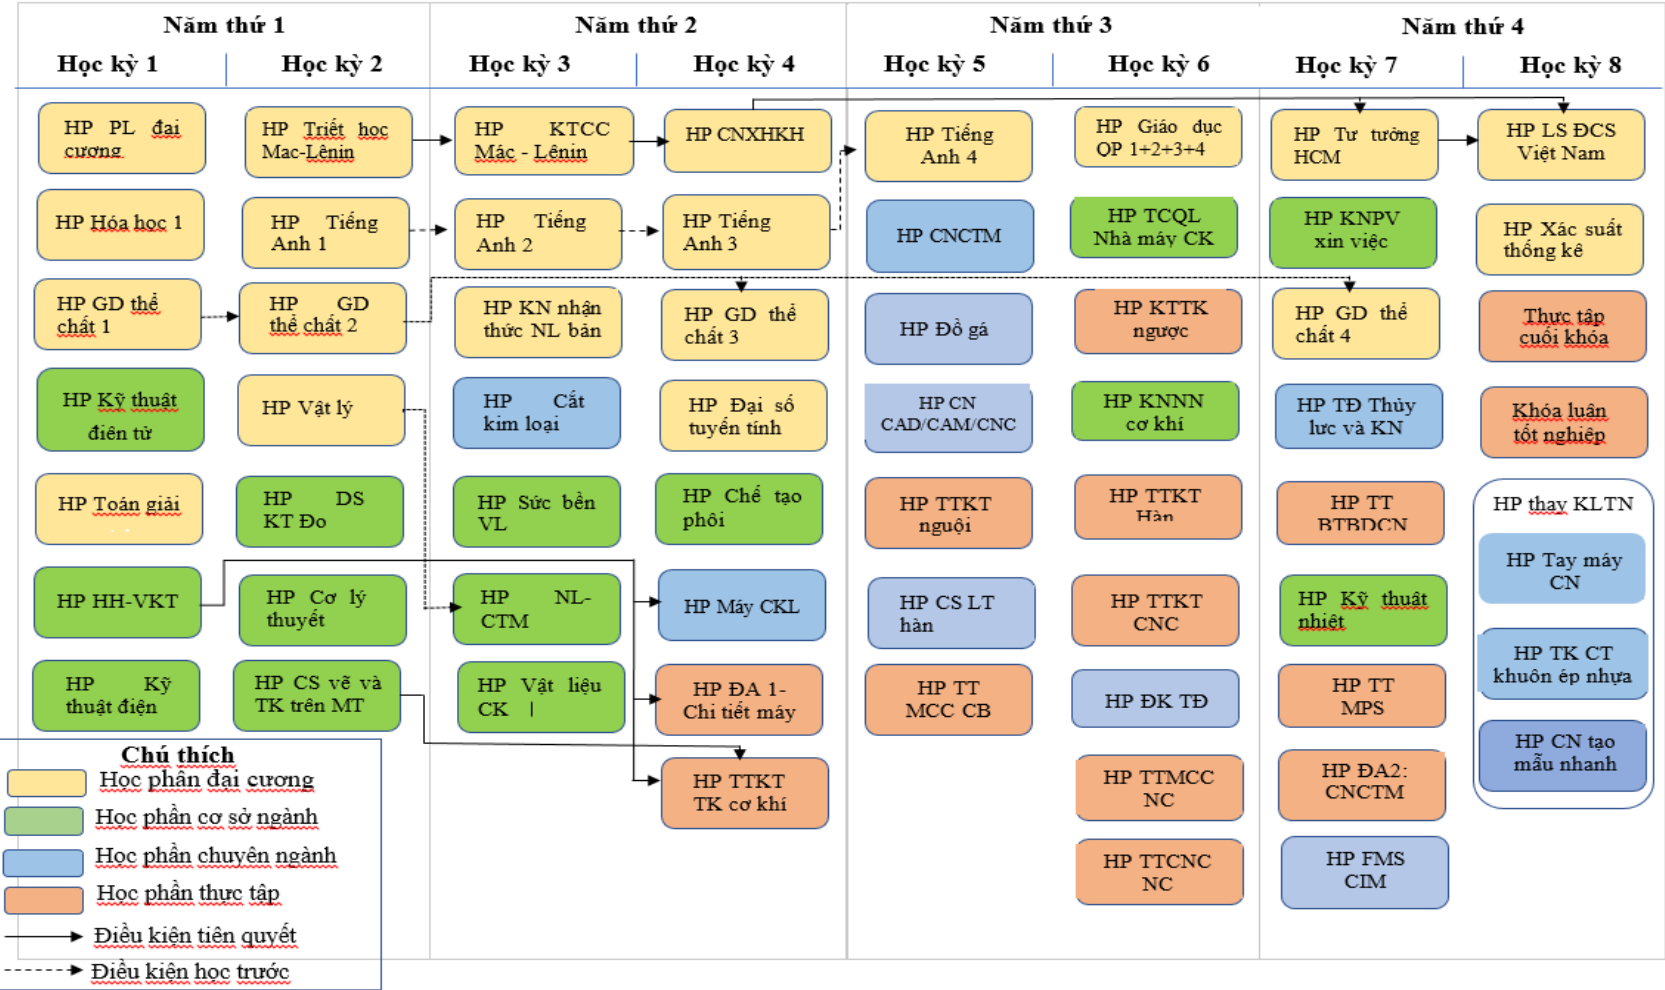 Năm thứ 1
Năm thứ 2
Năm thứ 3
Năm thứ 4
Học kỳ 1
Học kỳ 2
Học kỳ 3
Học kỳ 4
Học kỳ 5
Học kỳ 6
Học kỳ 7
Học kỳ 8
HP PL đại
cương
HP Hóa học 1
HP GD thể
chất 1
HP Kỹ thuật
điện tử
HP Toán giải
HP HH-VKT
HP Kỹ
thuật điện
HP Triết học
Mac-Lênin
HP Tiếng
Anh 1
HP GD
thể chất 2
HP Vật lý
HP DS
KT Đo
HP Cơ lý
thuyết
HP CS vẽ và
TK trên MT
HP KTCC
Mác - Lênin
HP Tiếng
Anh 2
HP KN nhận
thức NL bản
HP Cắt
kim loại
HP Sức bền
VL
HP NL-
CTM
HP Vật liệu
CK |
HP CNXHKH
HP Tiếng
Anh 3
HP GD thể
chất 3
HP Đại số
tuyến tính
HP Chế tạo
phôi
HP Máy CKL
HP ĐA 1-
Chi tiết máy
HP TTKT
TK cơ khí
HP Tiếng
Anh 4
HP CNCTM
HP Đồ gá
HP CN
CAD/CAM/CNC
HP TTKT
nguội
HP CS LT
hàn
HP TT
MCC CB
HP Giáo dục
QP 1+2+3+4
HP TCQL
Nhà máy CK
HP KTTK
ngược
HP KNNN
cơ khí
HP TTKT
Hàn
HP TTKT
CNC
HP ĐK TĐ
HP TTMCC
NC
HP TTCNC
NC
HP Tư tưởng
HCM
HP KNPV
xin việc
HP GD thể
chất 4
HP TĐ Thủy
lưc và KN
HP TT
BTBDCN
HP Kỹ thuật
nhiệt
HP TT
MPS
HP ĐA2:
CNCTM
HP FMS
CIM
HP LS ĐCS
Việt Nam
HP Xác suất
thống kê
Thực tập
cuối khóa
Khóa luận
tốt nghiệp
HP thay KLTN
HP Tay máy
CN
HP TK CT
khuôn ép nhựa
HP CN tạo
mẫu nhanh
Chú thích
Học phần đại cương
Học phần cơ sở ngành
Học phần chuyên ngành
Học phần thực tập
Điều kiện tiên quyết
Điều kiện học trước